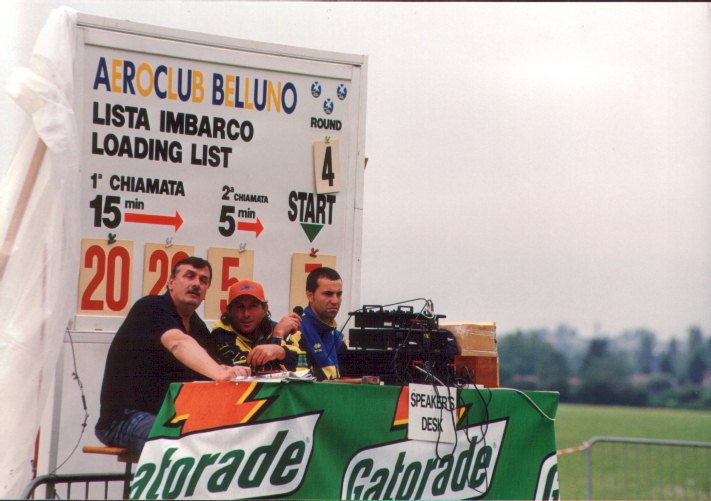 AEROCLUB BELLUNO
LISTA IMBARCO
LOADING LIST
ROUND
4
1ª CHIAMATA
15 min
2ª CHIAMATA
5 min
START
20
5
SPEAKER'S
DESK
Gatorade
Gatorade